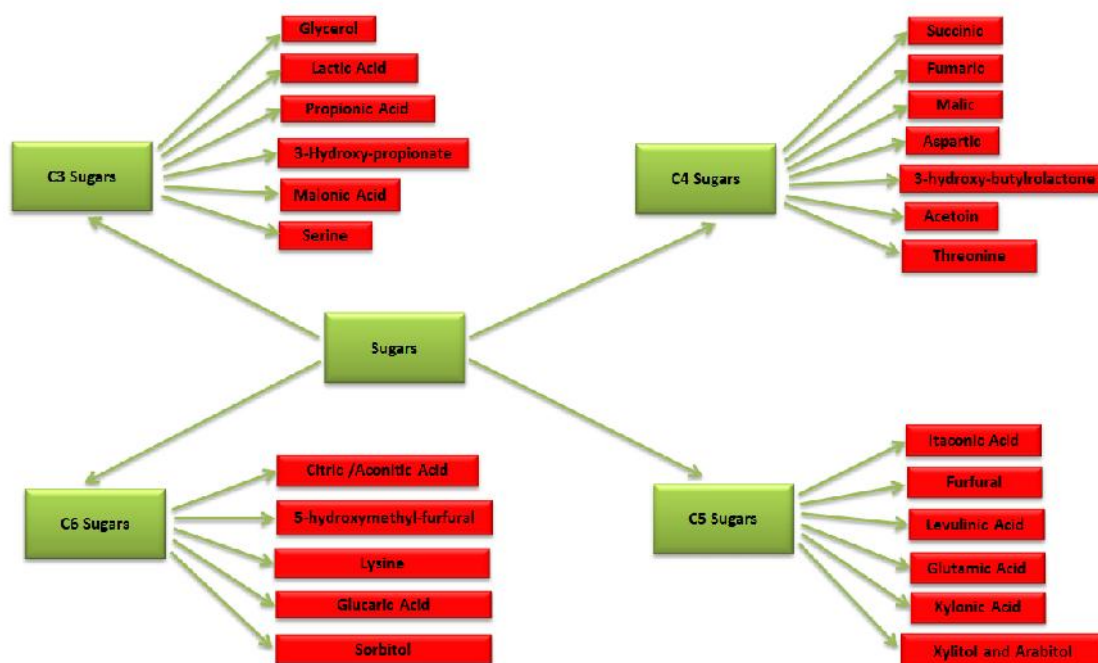 Glycerol
Lactic Acid
Propionic Acid
3-Hydroxy-propionate
Malonic Acid
Serine
C3 Sugars
Succinic
Fumaric
Malic
Aspartic
3-hydroxy-butylrolactone
Acetoin
Threonine
C4 Sugars
Sugars
Citric /Aconitic Acid
5-hydroxymethyl-furfural
Lysine
Glucaric Acid
Sorbitol
C6 Sugars
Itaconic Acid
Furfural
Levulinic Acid
Glutamic Acid
Xylonic Acid
Xylitol and Arabitol
C5 Sugars